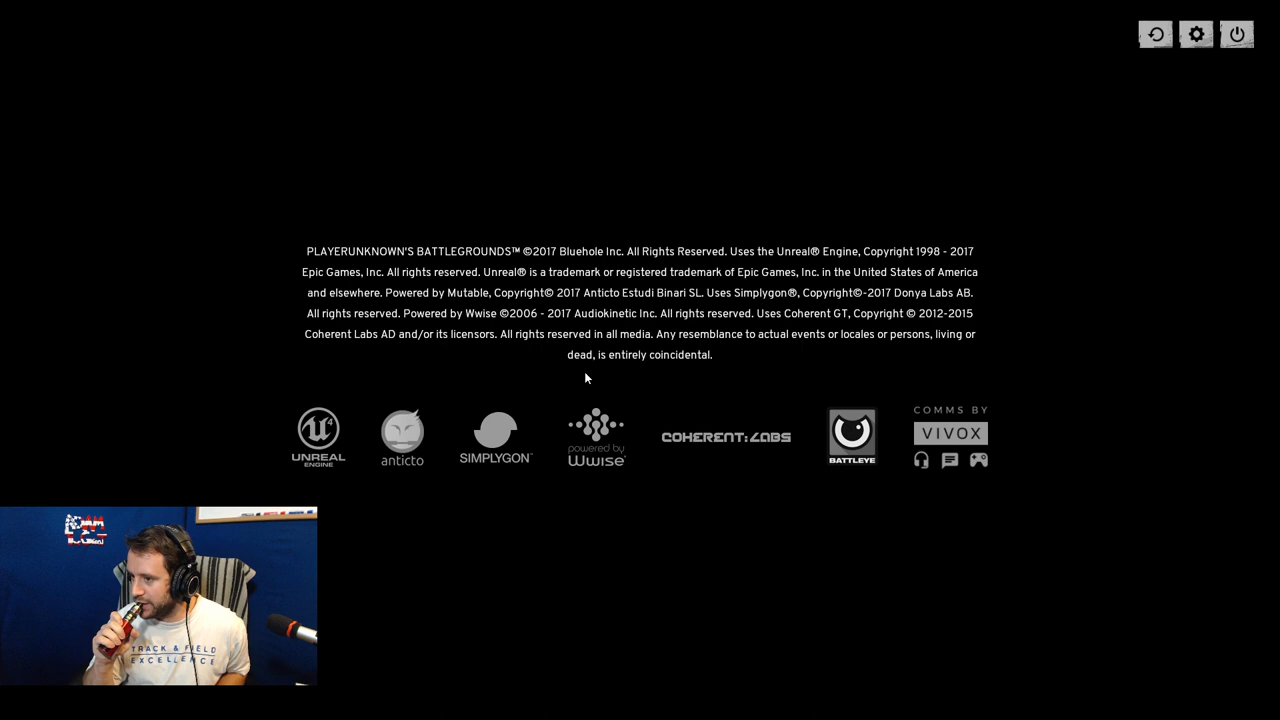 PLAYERUNKNOWN'S BATTLEGROUNDS™ ©2017 Bluehole Inc. All Rights Reserved. Uses the Unreal® Engine, Copyright 1998 - 2017
Epic Games, Inc. All rights reserved. Unreal® is a trademark or registered trademark of Epic Games, Inc. in the United States of America
and elsewhere. Powered by Mutable, Copyright© 2017 Anticto Estudi Binari SL. Uses Simplygon®, Copyright©-2017 Donya Labs AB.
All rights reserved. Powered by Wwise ©2006 - 2017 Audiokinetic Inc. All rights reserved. Uses Coherent GT, Copyright © 2012-2015
Coherent Labs AD and/or its licensors. All rights reserved in all media. Any resemblance to actual events or locales or persons, living or
dead, is entirely coincidental.
4
UNREAL
ENGINE
anticto
SIMPLYGON™
powered by
Wwise
COHERENT:LABS
BATTLEYE
COMMS BY
VIVOX
TRACK & FIELD
EXCELLENCE